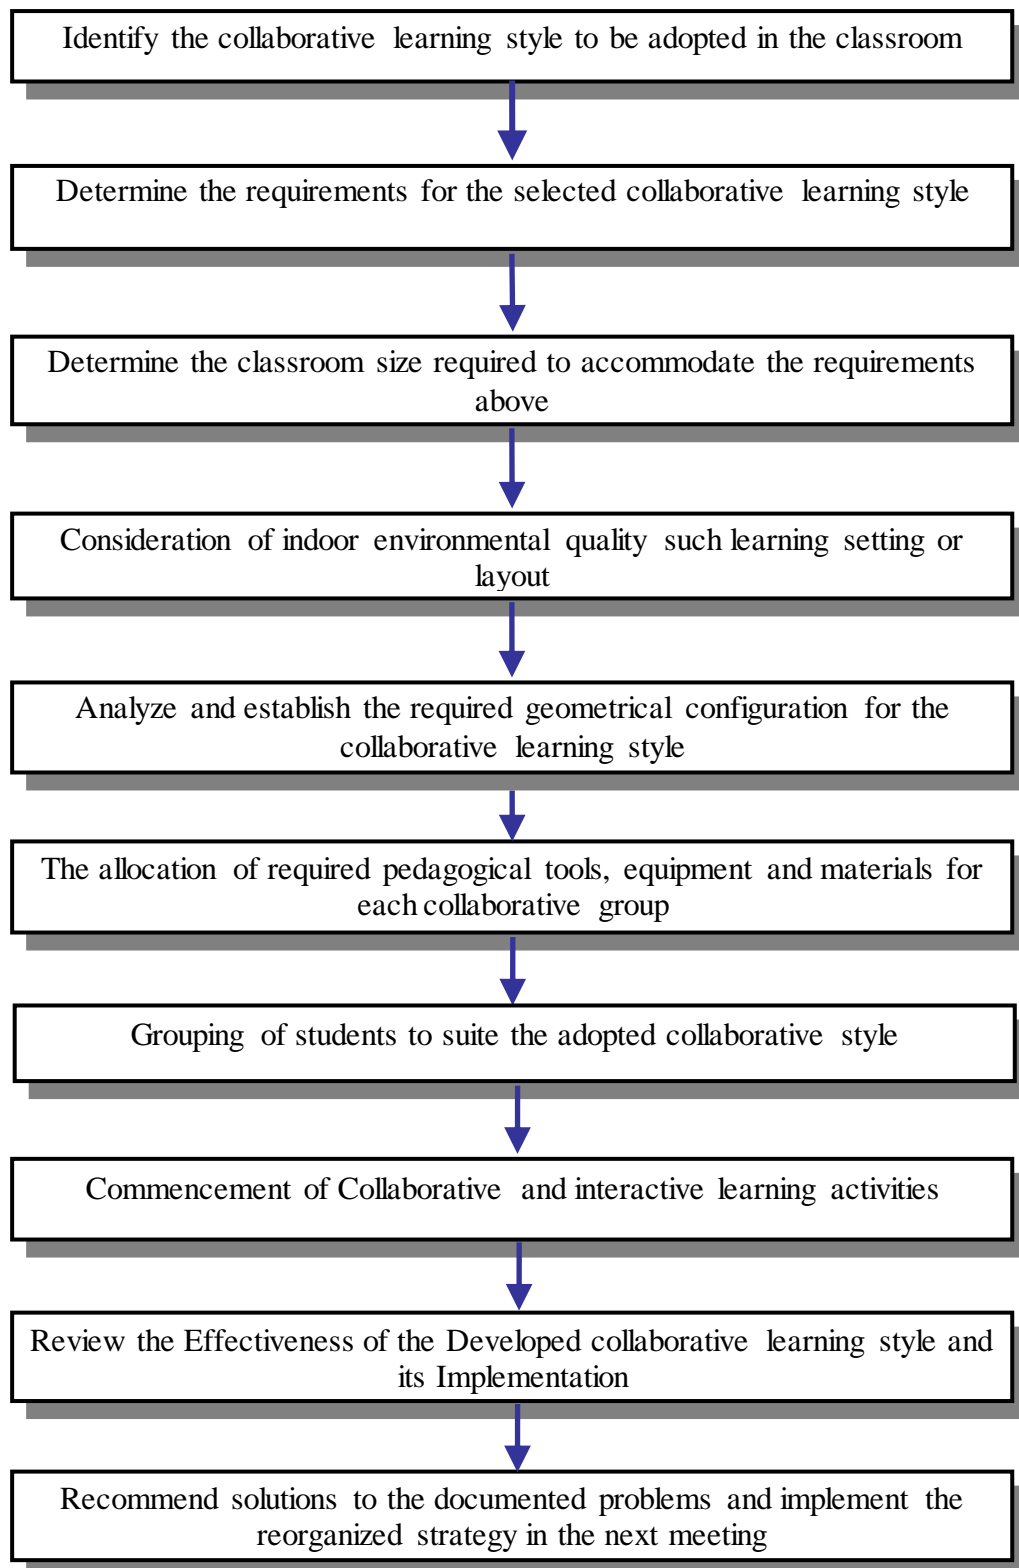 Identify the collaborative learning style to be adopted in the classroom
Determine the requirements for the selected collaborative learning style
Determine the classroom size required to accommodate the requirements
above
Consideration of indoor environmental quality such learning setting or
layout
Analyze and establish the required geometrical configuration for the
collaborative learning style
The allocation of required pedagogical tools, equipment and materials for
each collaborative group
Grouping of students to suite the adopted collaborative style
Commencement of Collaborative and interactive learning activities
Review the Effectiveness of the Developed collaborative learning style and
its Implementation
Recommend solutions to the documented problems and implement the
reorganized strategy in the next meeting